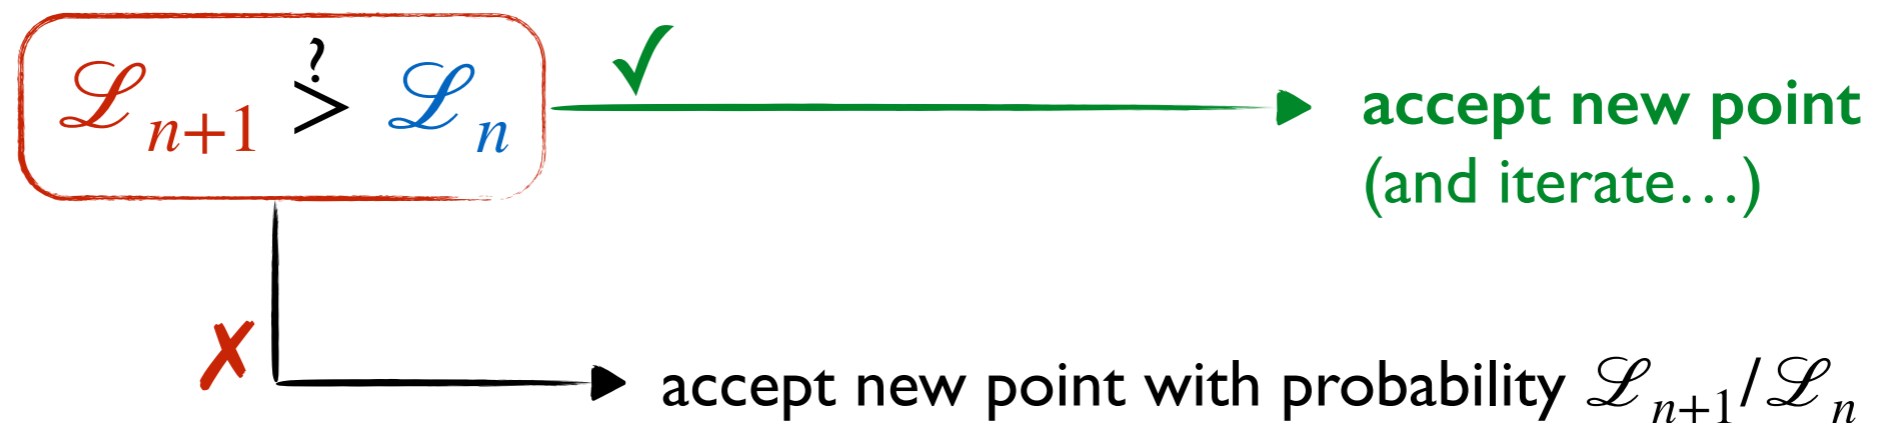 ℒₙ₊₁ >^? ℒₙ ✓ accept new point
(and iterate…)
✗ accept new point with probability ℒₙ₊₁/ℒₙ